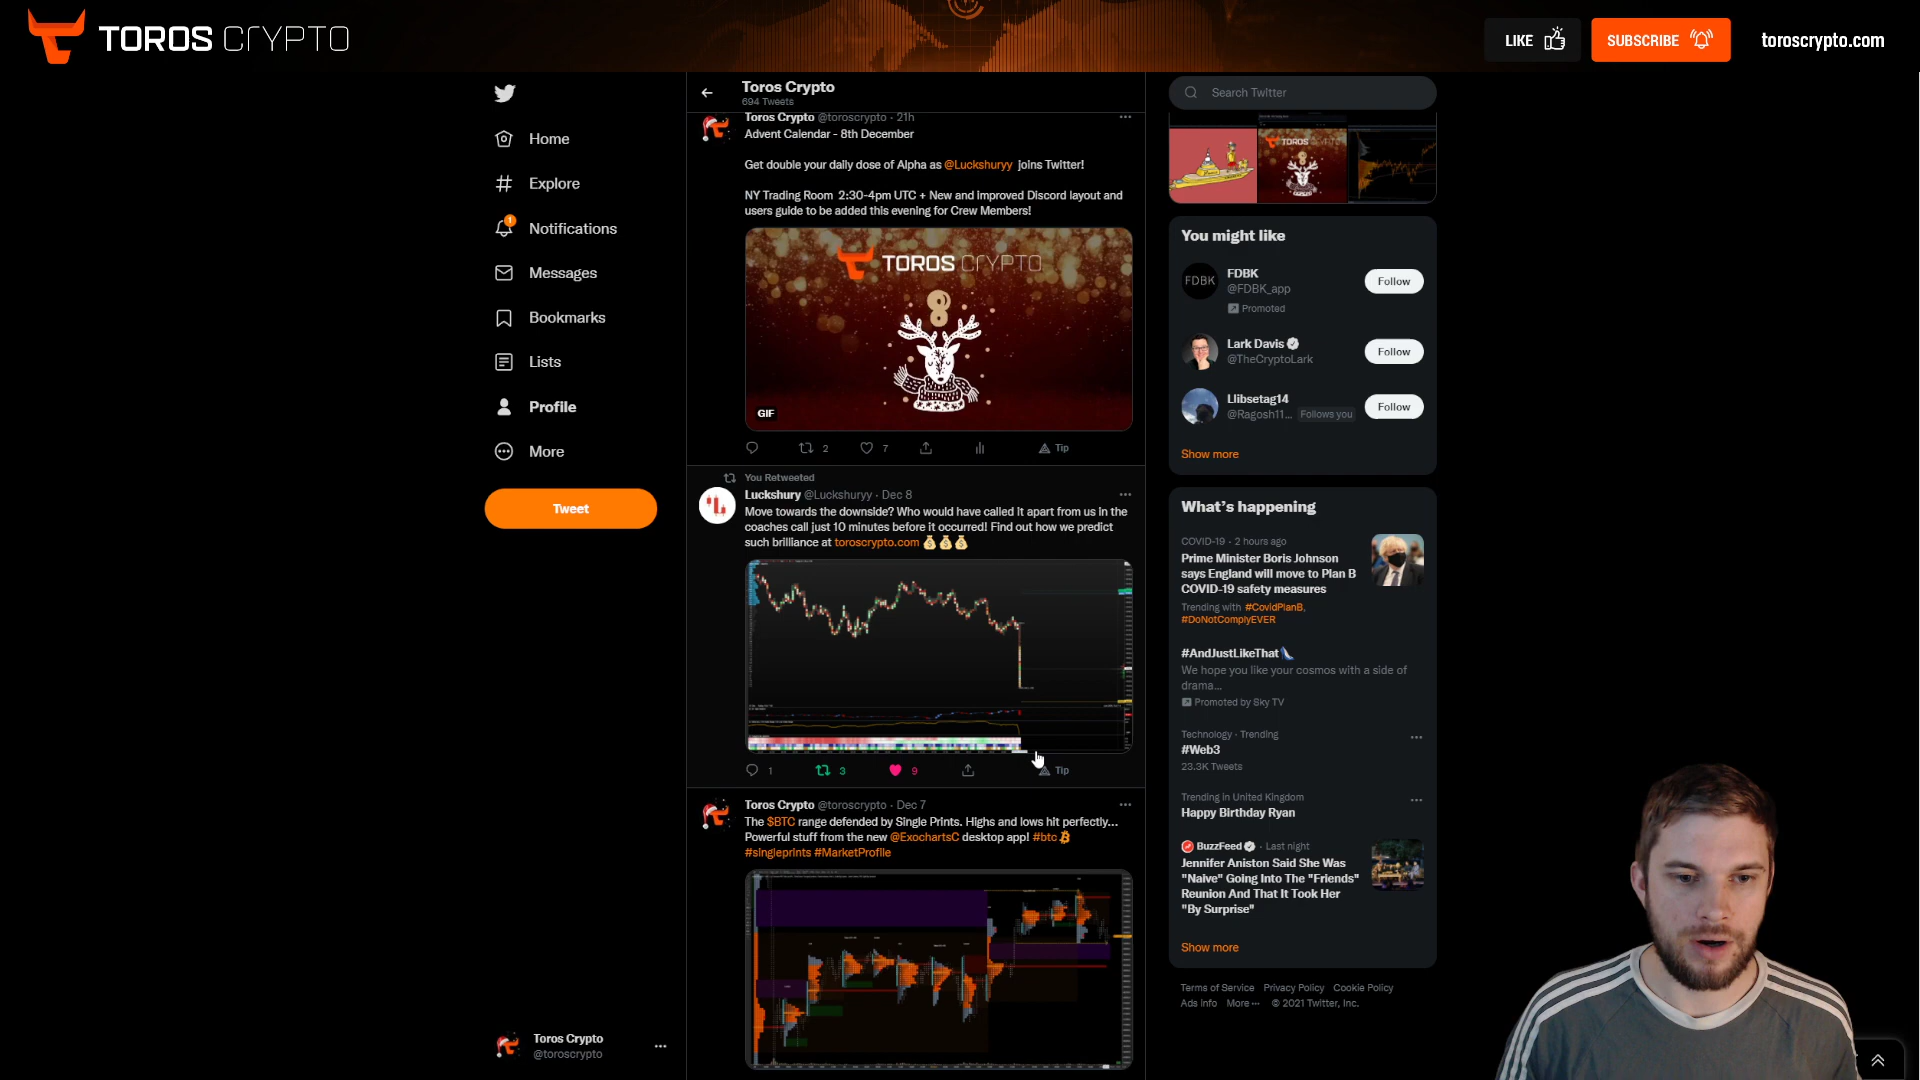 TOROS CRYPTO
LIKE
SUBSCRIBE
toroscrypto.com
Home
Explore
1
Notifications
Messages
Bookmarks
Lists
Profile
More
Tweet
Toros Crypto
@toroscrypto
Toros Crypto
694 Tweets
Toros Crypto @toroscrypto · 21h
Advent Calendar - 8th December
Get double your daily dose of Alpha as @Luckshuryy joins Twitter!
NY Trading Room 2:30-4pm UTC + New and improved Discord layout and
users guide to be added this evening for Crew Members!
TOROS CRYPTO
8
GIF
2
7
Tip
You Retweeted
Luckshury @Luckshuryy · Dec 8
Move towards the downside? Who would have called it apart from us in the
coaches call just 10 minutes before it occurred! Find out how we predict
such brilliance at toroscrypto.com 💰💰💰
1
3
9
Tip
Toros Crypto @toroscrypto · Dec 7
The $BTC range defended by Single Prints. Highs and lows hit perfectly...
Powerful stuff from the new @ExochartsC desktop app! #btc
#singleprints #MarketProfile
Search Twitter
TOROS CRYPTO
8
You might like
FDBK
FDBK
@FDBK_app
Promoted
Follow
Lark Davis
@TheCryptoLark
Follow
Llibsetag14
@Ragosh11... Follows you
Follow
Show more
What's happening
COVID-19 · 2 hours ago
Prime Minister Boris Johnson
says England will move to Plan B
COVID-19 safety measures
Trending with #CovidPlanB,
#DoNotComplyEVER
#AndJustLikeThat
We hope you like your cosmos with a side of
drama...
Promoted by Sky TV
Technology · Trending
#Web3
23.3K Tweets
Trending in United Kingdom
Happy Birthday Ryan
BuzzFeed · Last night
Jennifer Aniston Said She Was
"Naive" Going Into The "Friends"
Reunion And That It Took Her
"By Surprise"
Show more
Terms of Service Privacy Policy Cookie Policy
Ads info More ··· © 2021 Twitter, Inc.